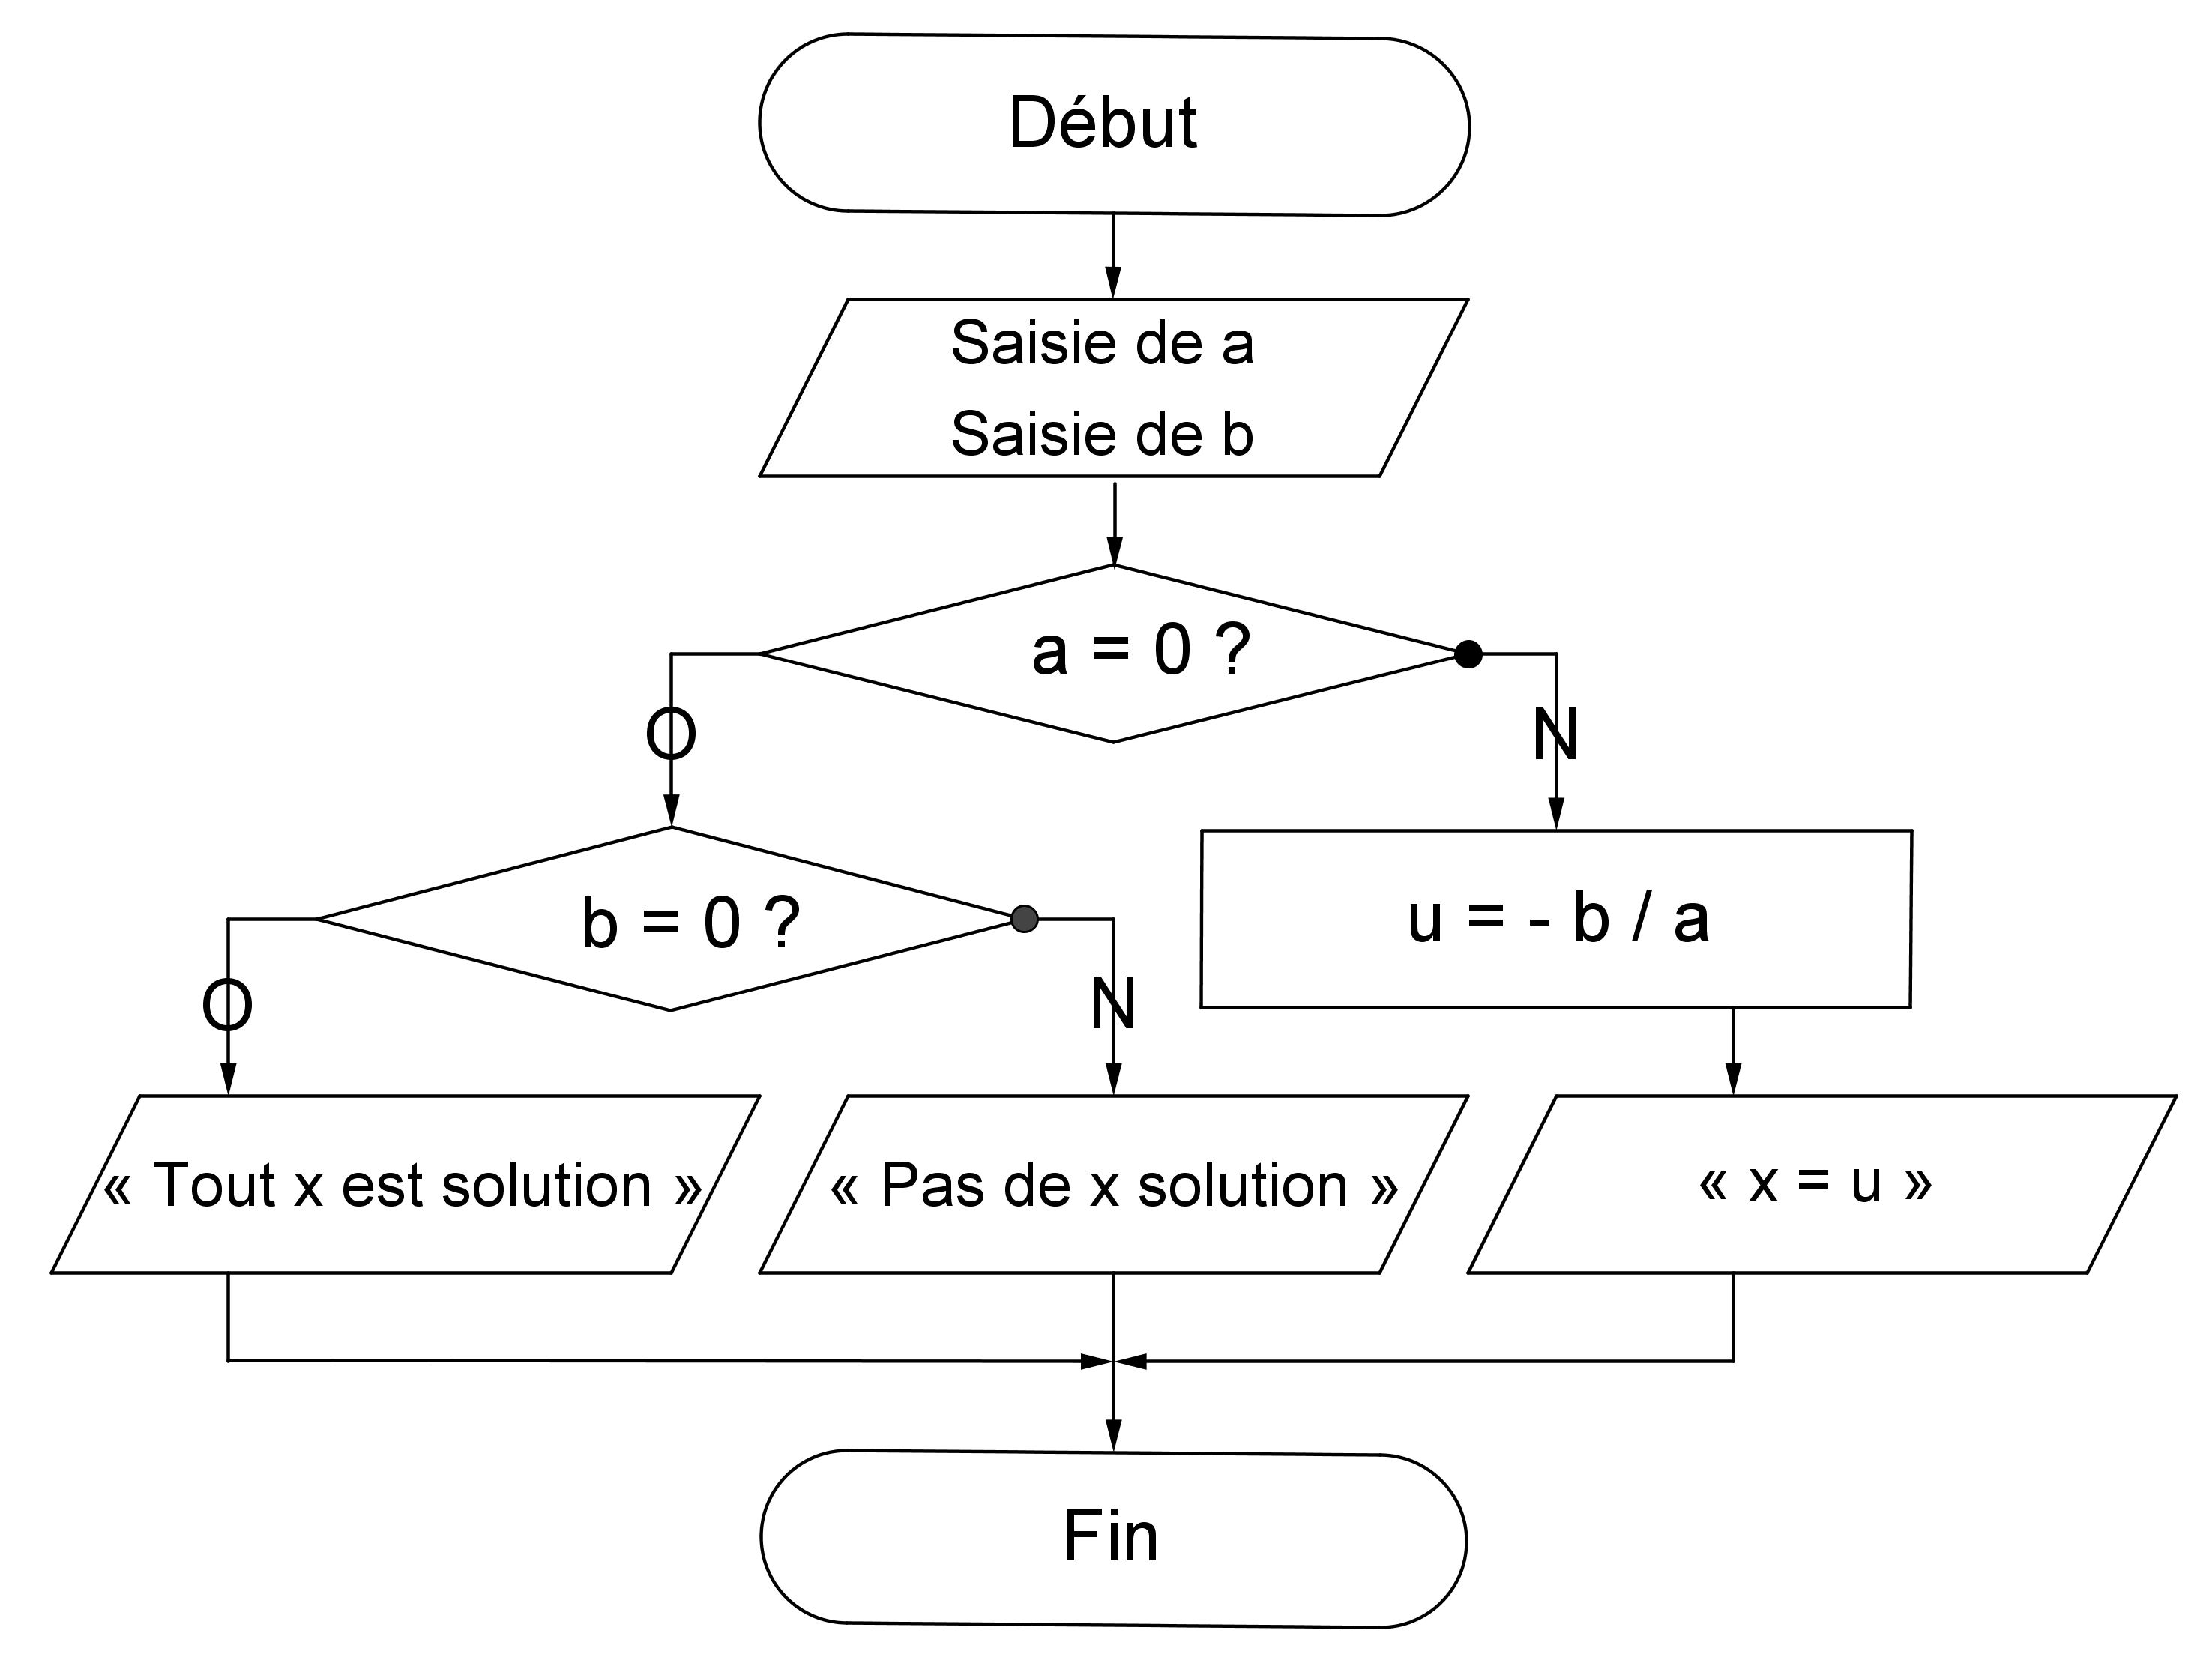 Début
Saisie de a
Saisie de b
a = 0 ?
O
N
b = 0 ?
u = - b / a
O
N
« Tout x est solution »
« Pas de x solution »
« x = u »
Fin